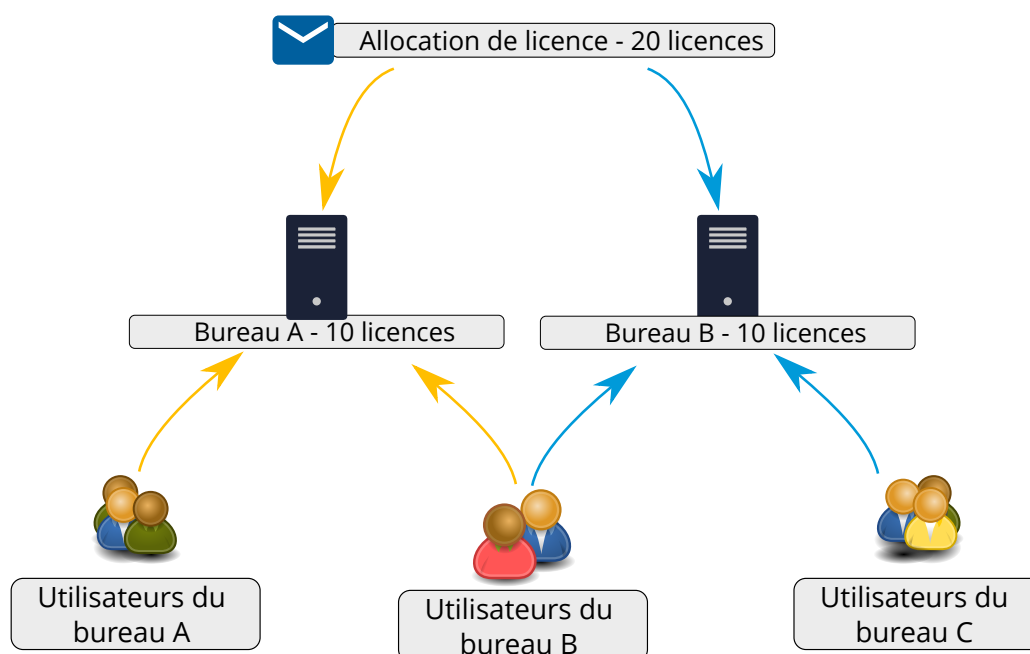 Allocation de licence - 20 licences
Bureau A - 10 licences
Bureau B - 10 licences
Utilisateurs du
bureau A
Utilisateurs du
bureau B
Utilisateurs du
bureau C